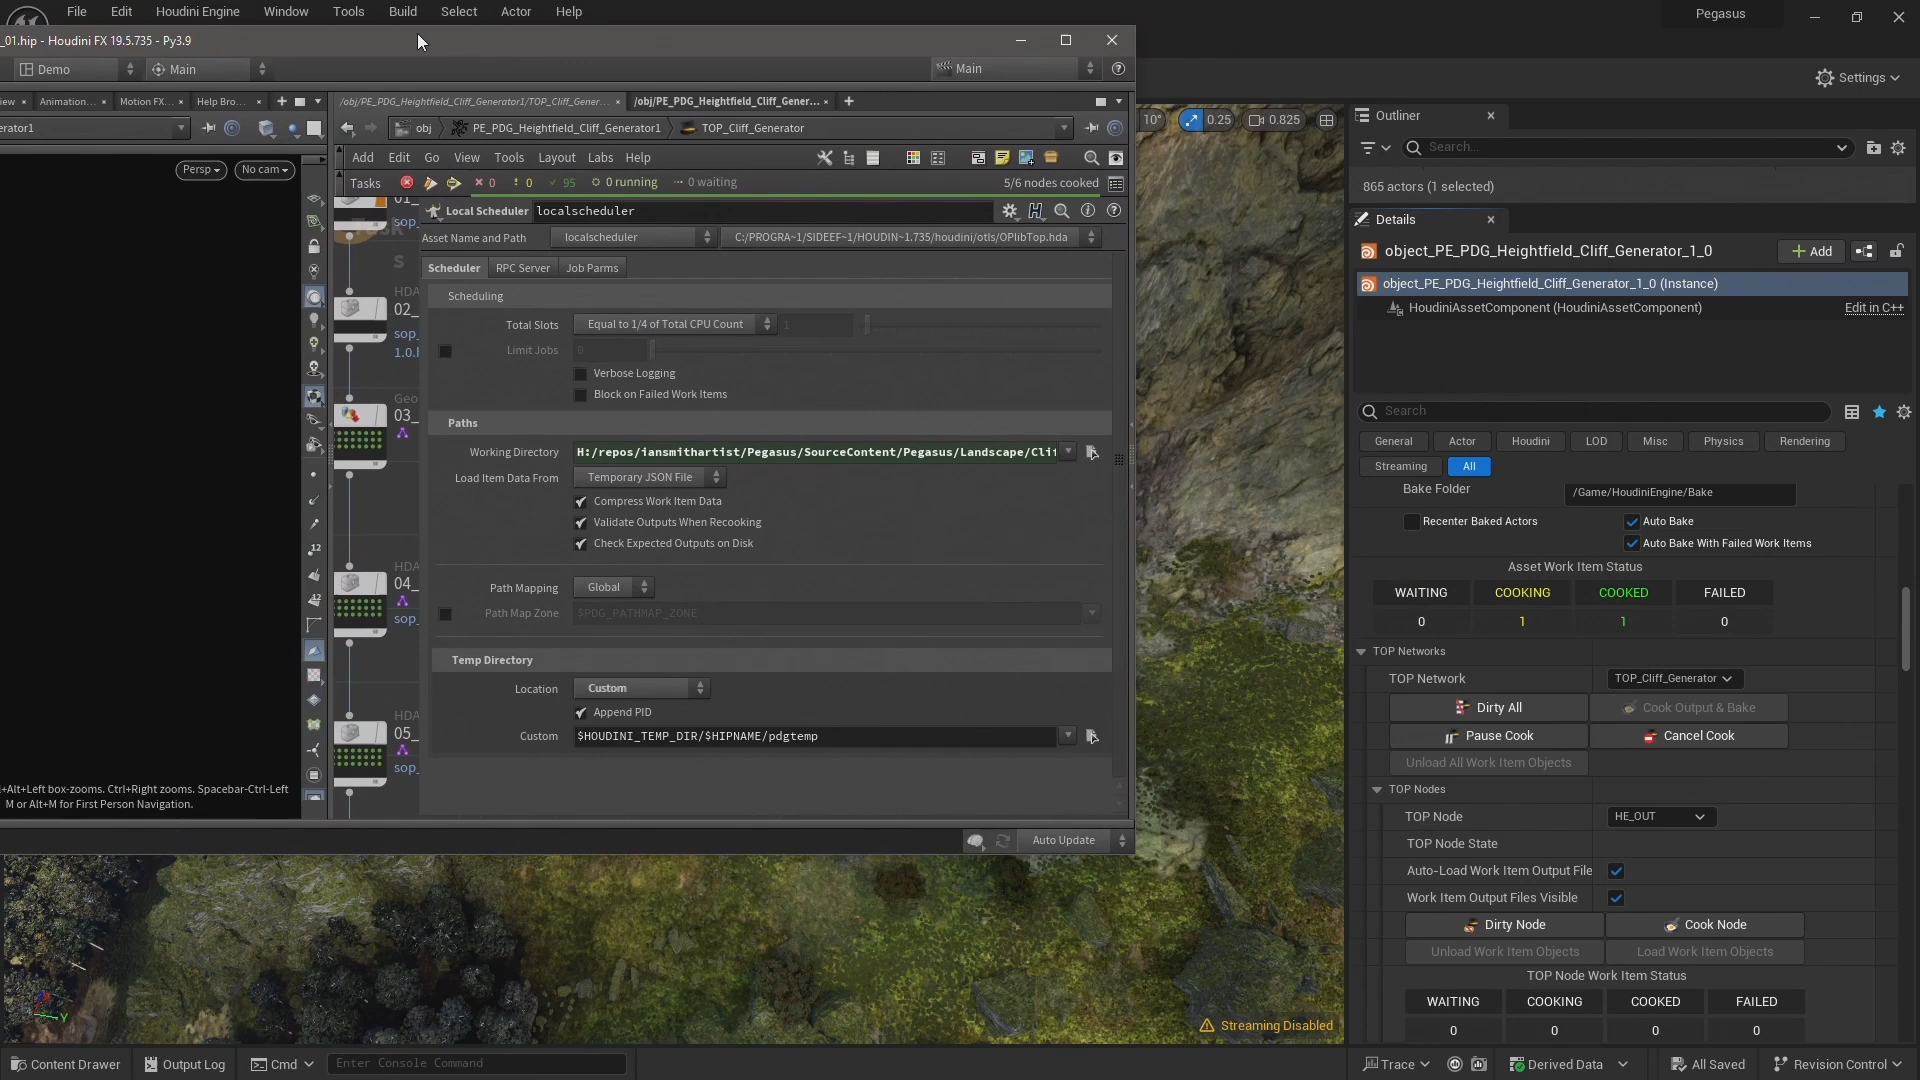 File Edit Houdini Engine Window Tools Build Select Actor Help
Pegasus
_01.hip - Houdini FX 19.5.735 - Py3.9
Demo Main Main
Settings
iew × Animation... × Motion FX... × Help Bro... ×
/obj/PE_PDG_Heightfield_Cliff_Generator1/TOP_Cliff_Gener... × /obj/PE_PDG_Heightfield_Cliff_Gener... ×
erator1
obj PE_PDG_Heightfield_Cliff_Generator1 TOP_Cliff_Generator
10° 0.25 0.825
Add Edit Go View Tools Layout Labs Help
Persp No cam
Tasks 0 0 95 0 running 0 waiting 5/6 nodes cooked
Local Scheduler localscheduler
Asset Name and Path localscheduler C:/PROGRA~1/SIDEEF~1/HOUDIN~1.735/houdini/otls/OPlibTop.hda
Scheduler RPC Server Job Parms
Scheduling
Total Slots Equal to 1/4 of Total CPU Count 1
Limit Jobs 0
Verbose Logging
Block on Failed Work Items
Paths
Working Directory H:/repos/iansmithartist/Pegasus/SourceContent/Pegasus/Landscape/Clif
Load Item Data From Temporary JSON File
Compress Work Item Data
Validate Outputs When Recooking
Check Expected Outputs on Disk
Path Mapping Global
Path Map Zone $PDG_PATHMAP_ZONE
Temp Directory
Location Custom
Append PID
Custom $HOUDINI_TEMP_DIR/$HIPNAME/pdgtemp
01_
sop_
S
HDA
02_
sop_
1.0.h
Geo
03_
HDA
04_
sop_
HDA
05_
sop_
+Alt+Left box-zooms. Ctrl+Right zooms. Spacebar-Ctrl-Left
M or Alt+M for First Person Navigation.
Auto Update
Outliner
Search...
865 actors (1 selected)
Details
object_PE_PDG_Heightfield_Cliff_Generator_1_0 Add
object_PE_PDG_Heightfield_Cliff_Generator_1_0 (Instance)
HoudiniAssetComponent (HoudiniAssetComponent) Edit in C++
Search
General Actor Houdini LOD Misc Physics Rendering
Streaming All
Bake Folder /Game/HoudiniEngine/Bake
Recenter Baked Actors Auto Bake
Auto Bake With Failed Work Items
Asset Work Item Status
WAITING COOKING COOKED FAILED
0 1 1 0
TOP Networks
TOP Network TOP_Cliff_Generator
Dirty All Cook Output & Bake
Pause Cook Cancel Cook
Unload All Work Item Objects
TOP Nodes
TOP Node HE_OUT
TOP Node State
Auto-Load Work Item Output File
Work Item Output Files Visible
Dirty Node Cook Node
Unload Work Item Objects Load Work Item Objects
TOP Node Work Item Status
WAITING COOKING COOKED FAILED
0 0 0 0
Y
Streaming Disabled
Content Drawer Output Log Cmd Enter Console Command
Trace Derived Data All Saved Revision Control